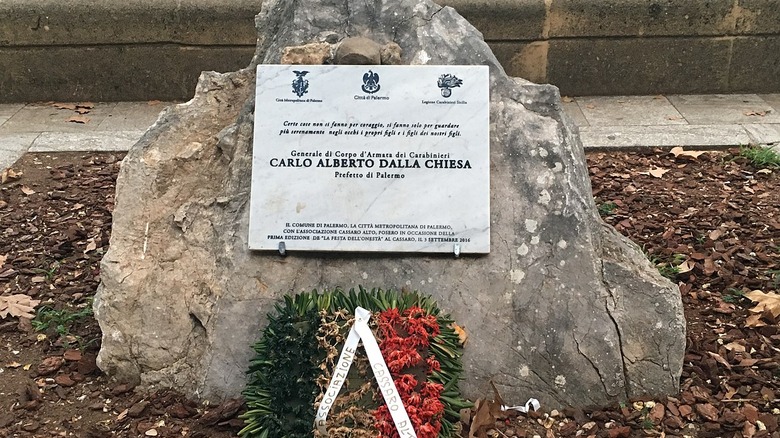 Città Metropolitana
di Palermo
Città di Palermo
Legione Carabinieri Sicilia
Certe cose non si fanno per coraggio, si fanno solo per guardare
più serenamente negli occhi i propri figli e i figli dei nostri figli.
Generale di Corpo d'Armata dei Carabinieri
CARLO ALBERTO DALLA CHIESA
Prefetto di Palermo
IL COMUNE DI PALERMO, LA CITTÀ METROPOLITANA DI PALERMO,
CON L'ASSOCIAZIONE CASSARO ALTO, POSERO IN OCCASIONE DELLA
PRIMA EDIZIONE DE "LA FESTA DELL'ONESTÀ" AL CASSARO, IL 3 SETTEMBRE 2016
ASSOCIAZIONE
CASSARO